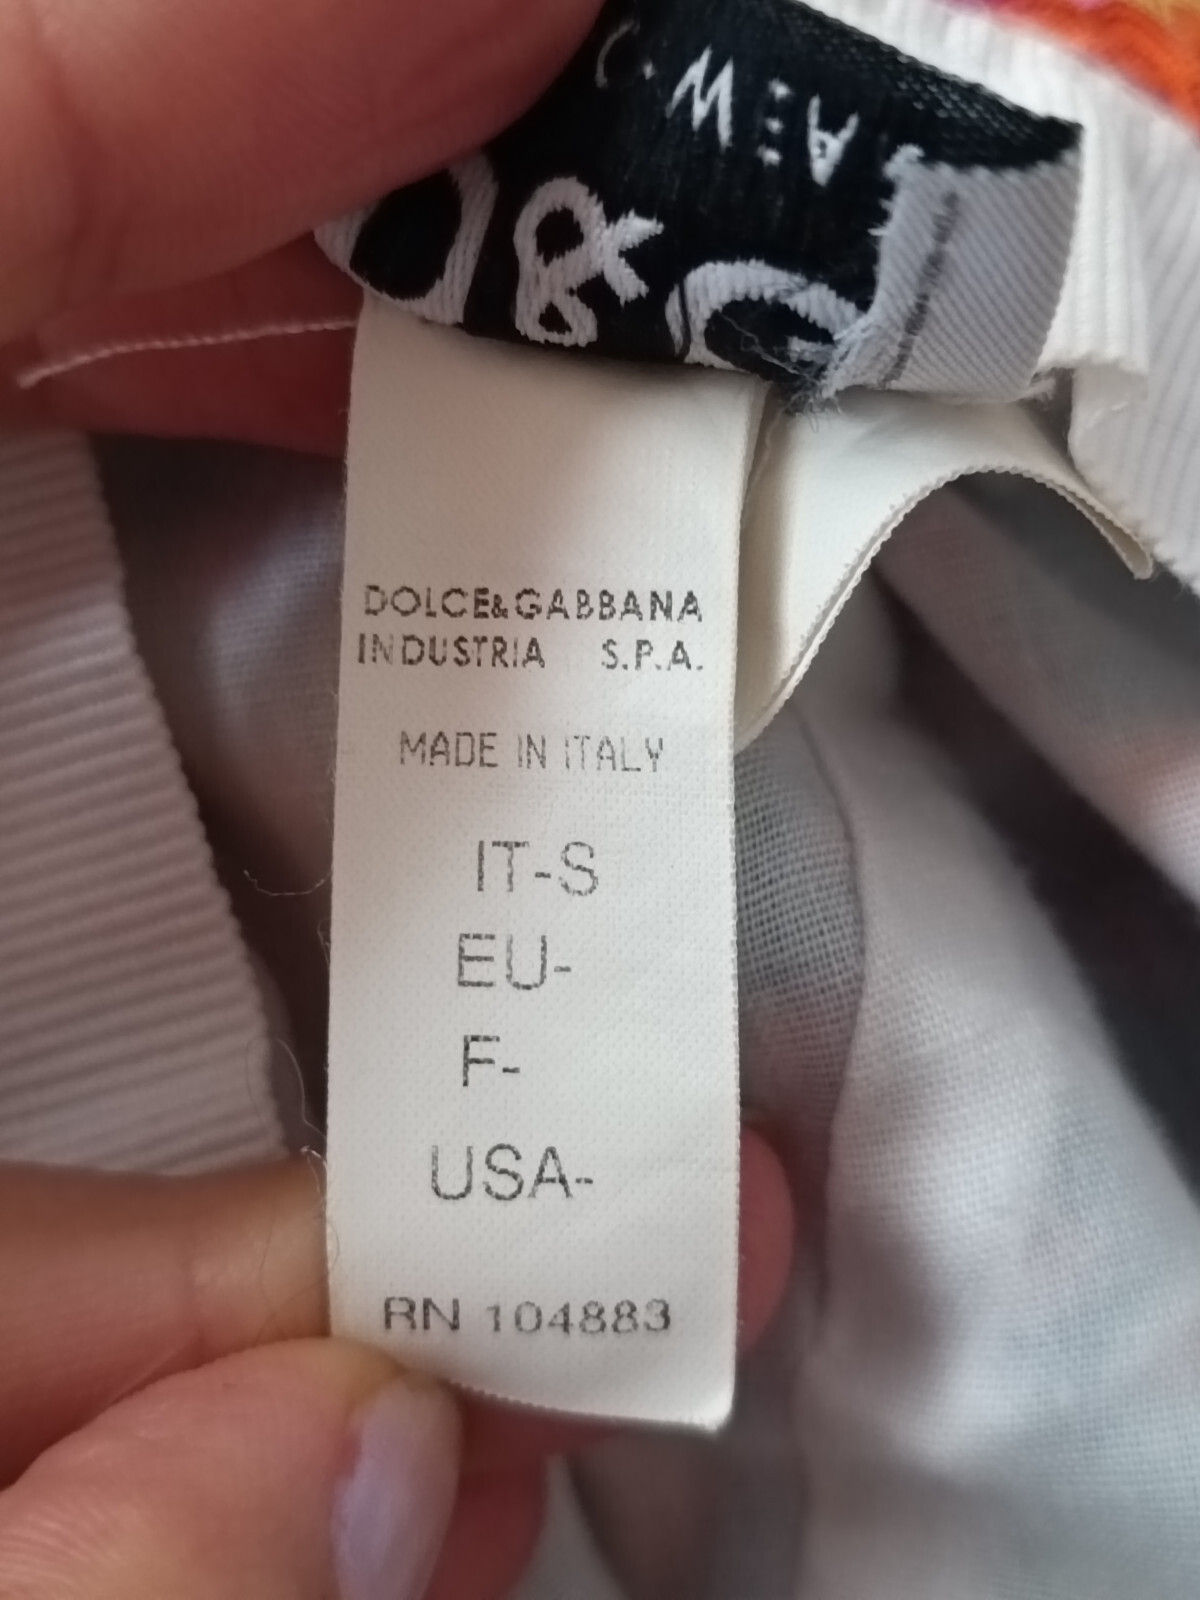 D&G
DOLCE&GABBANA
INDUSTRIA S.P.A.
MADE IN ITALY
IT-S
EU-
F-
USA-
RN 104883